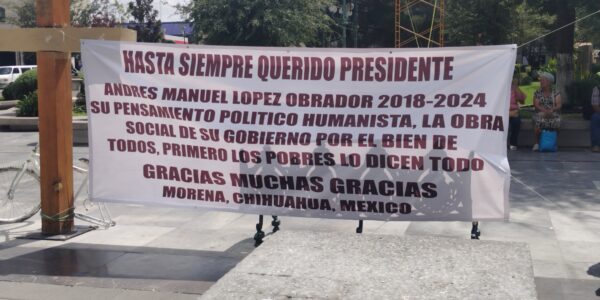 HASTA SIEMPRE QUERIDO PRESIDENTE
ANDRES MANUEL LOPEZ OBRADOR 2018-2024
SU PENSAMIENTO POLITICO HUMANISTA, LA OBRA
SOCIAL DE SU GOBIERNO POR EL BIEN DE
TODOS, PRIMERO LOS POBRES LO DICEN TODO
GRACIAS MUCHAS GRACIAS
MORENA, CHIHUAHUA, MEXICO